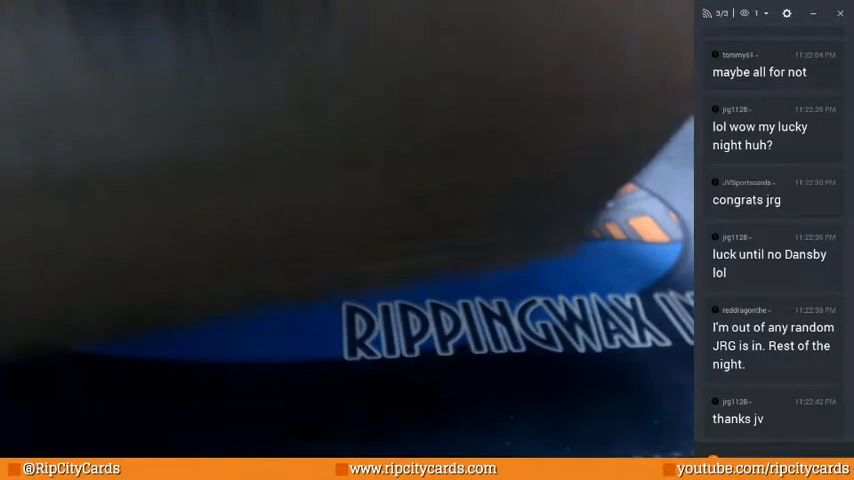 3/3 | 1
tommy61-
11:22:04 PM
maybe all for not
jrg1128-
11:22:25 PM
lol wow my lucky
night huh?
JVSportscards-
11:22:30 PM
congrats jrg
jrg1128-
11:22:36 PM
luck until no Dansby
lol
reddragonthe-
11:22:38 PM
I'm out of any random
JRG is in. Rest of the
night.
jrg1128-
11:22:42 PM
thanks jv
RIPPINGWAX
@RipCityCards
www.ripcitycards.com
youtube.com/ripcitycards